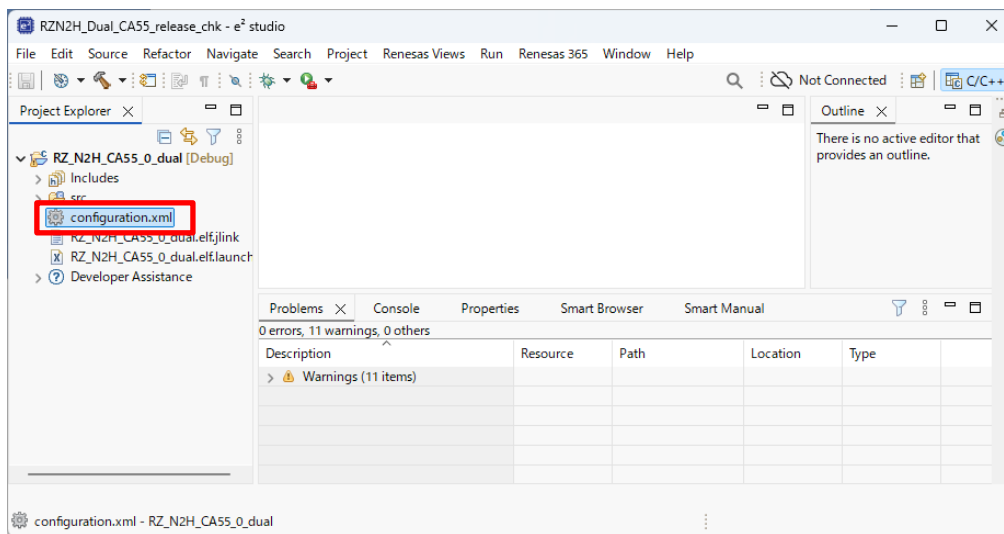 RZN2H_Dual_CA55_release_chk - e² studio
File Edit Source Refactor Navigate Search Project Renesas Views Run Renesas 365 Window Help
Not Connected
C/C++
Project Explorer
RZ_N2H_CA55_0_dual [Debug]
Includes
src
configuration.xml
RZ_N2H_CA55_0_dual.elf.jlink
RZ_N2H_CA55_0_dual.elf.launch
Developer Assistance
Outline
There is no active editor that
provides an outline.
Problems Console Properties Smart Browser Smart Manual
0 errors, 11 warnings, 0 others
Description Resource Path Location Type
Warnings (11 items)
configuration.xml - RZ_N2H_CA55_0_dual